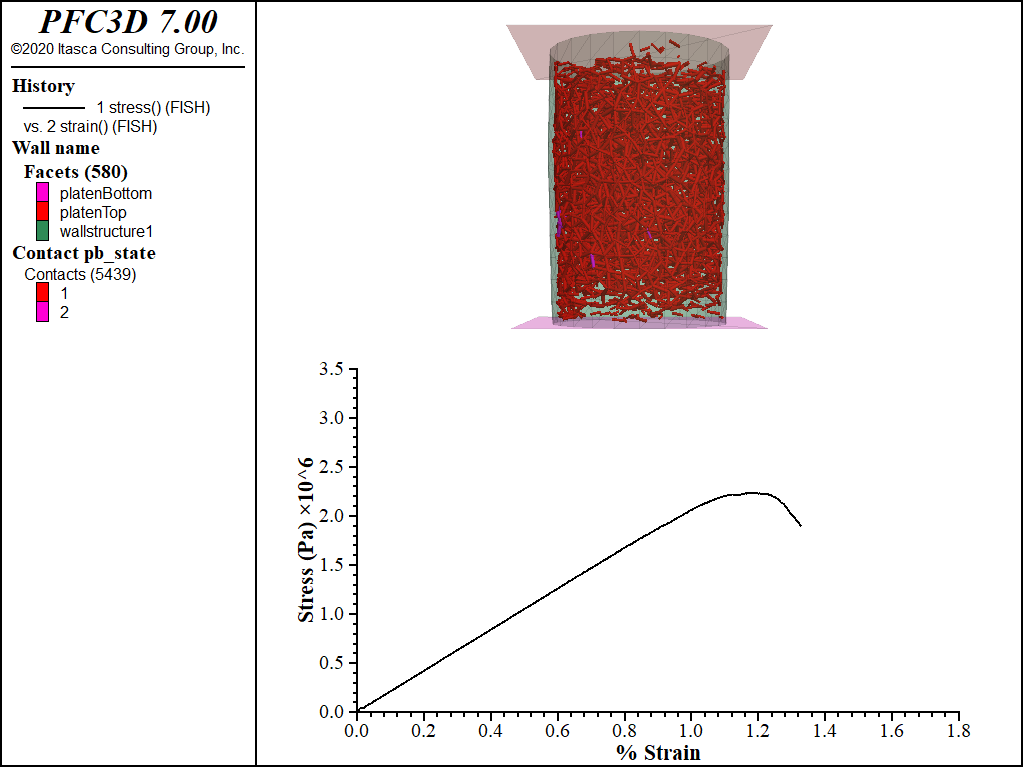 PFC3D 7.00
©2020 Itasca Consulting Group, Inc.
History
1 stress() (FISH)
vs. 2 strain() (FISH)
Wall name
Facets (580)
platenBottom
platenTop
wallstructure1
Contact pb_state
Contacts (5439)
1
2
3.5
3.0
2.5
2.0
1.5
1.0
0.5
0.0
Stress (Pa) ×10^6
0.0 0.2 0.4 0.6 0.8 1.0 1.2 1.4 1.6 1.8
% Strain